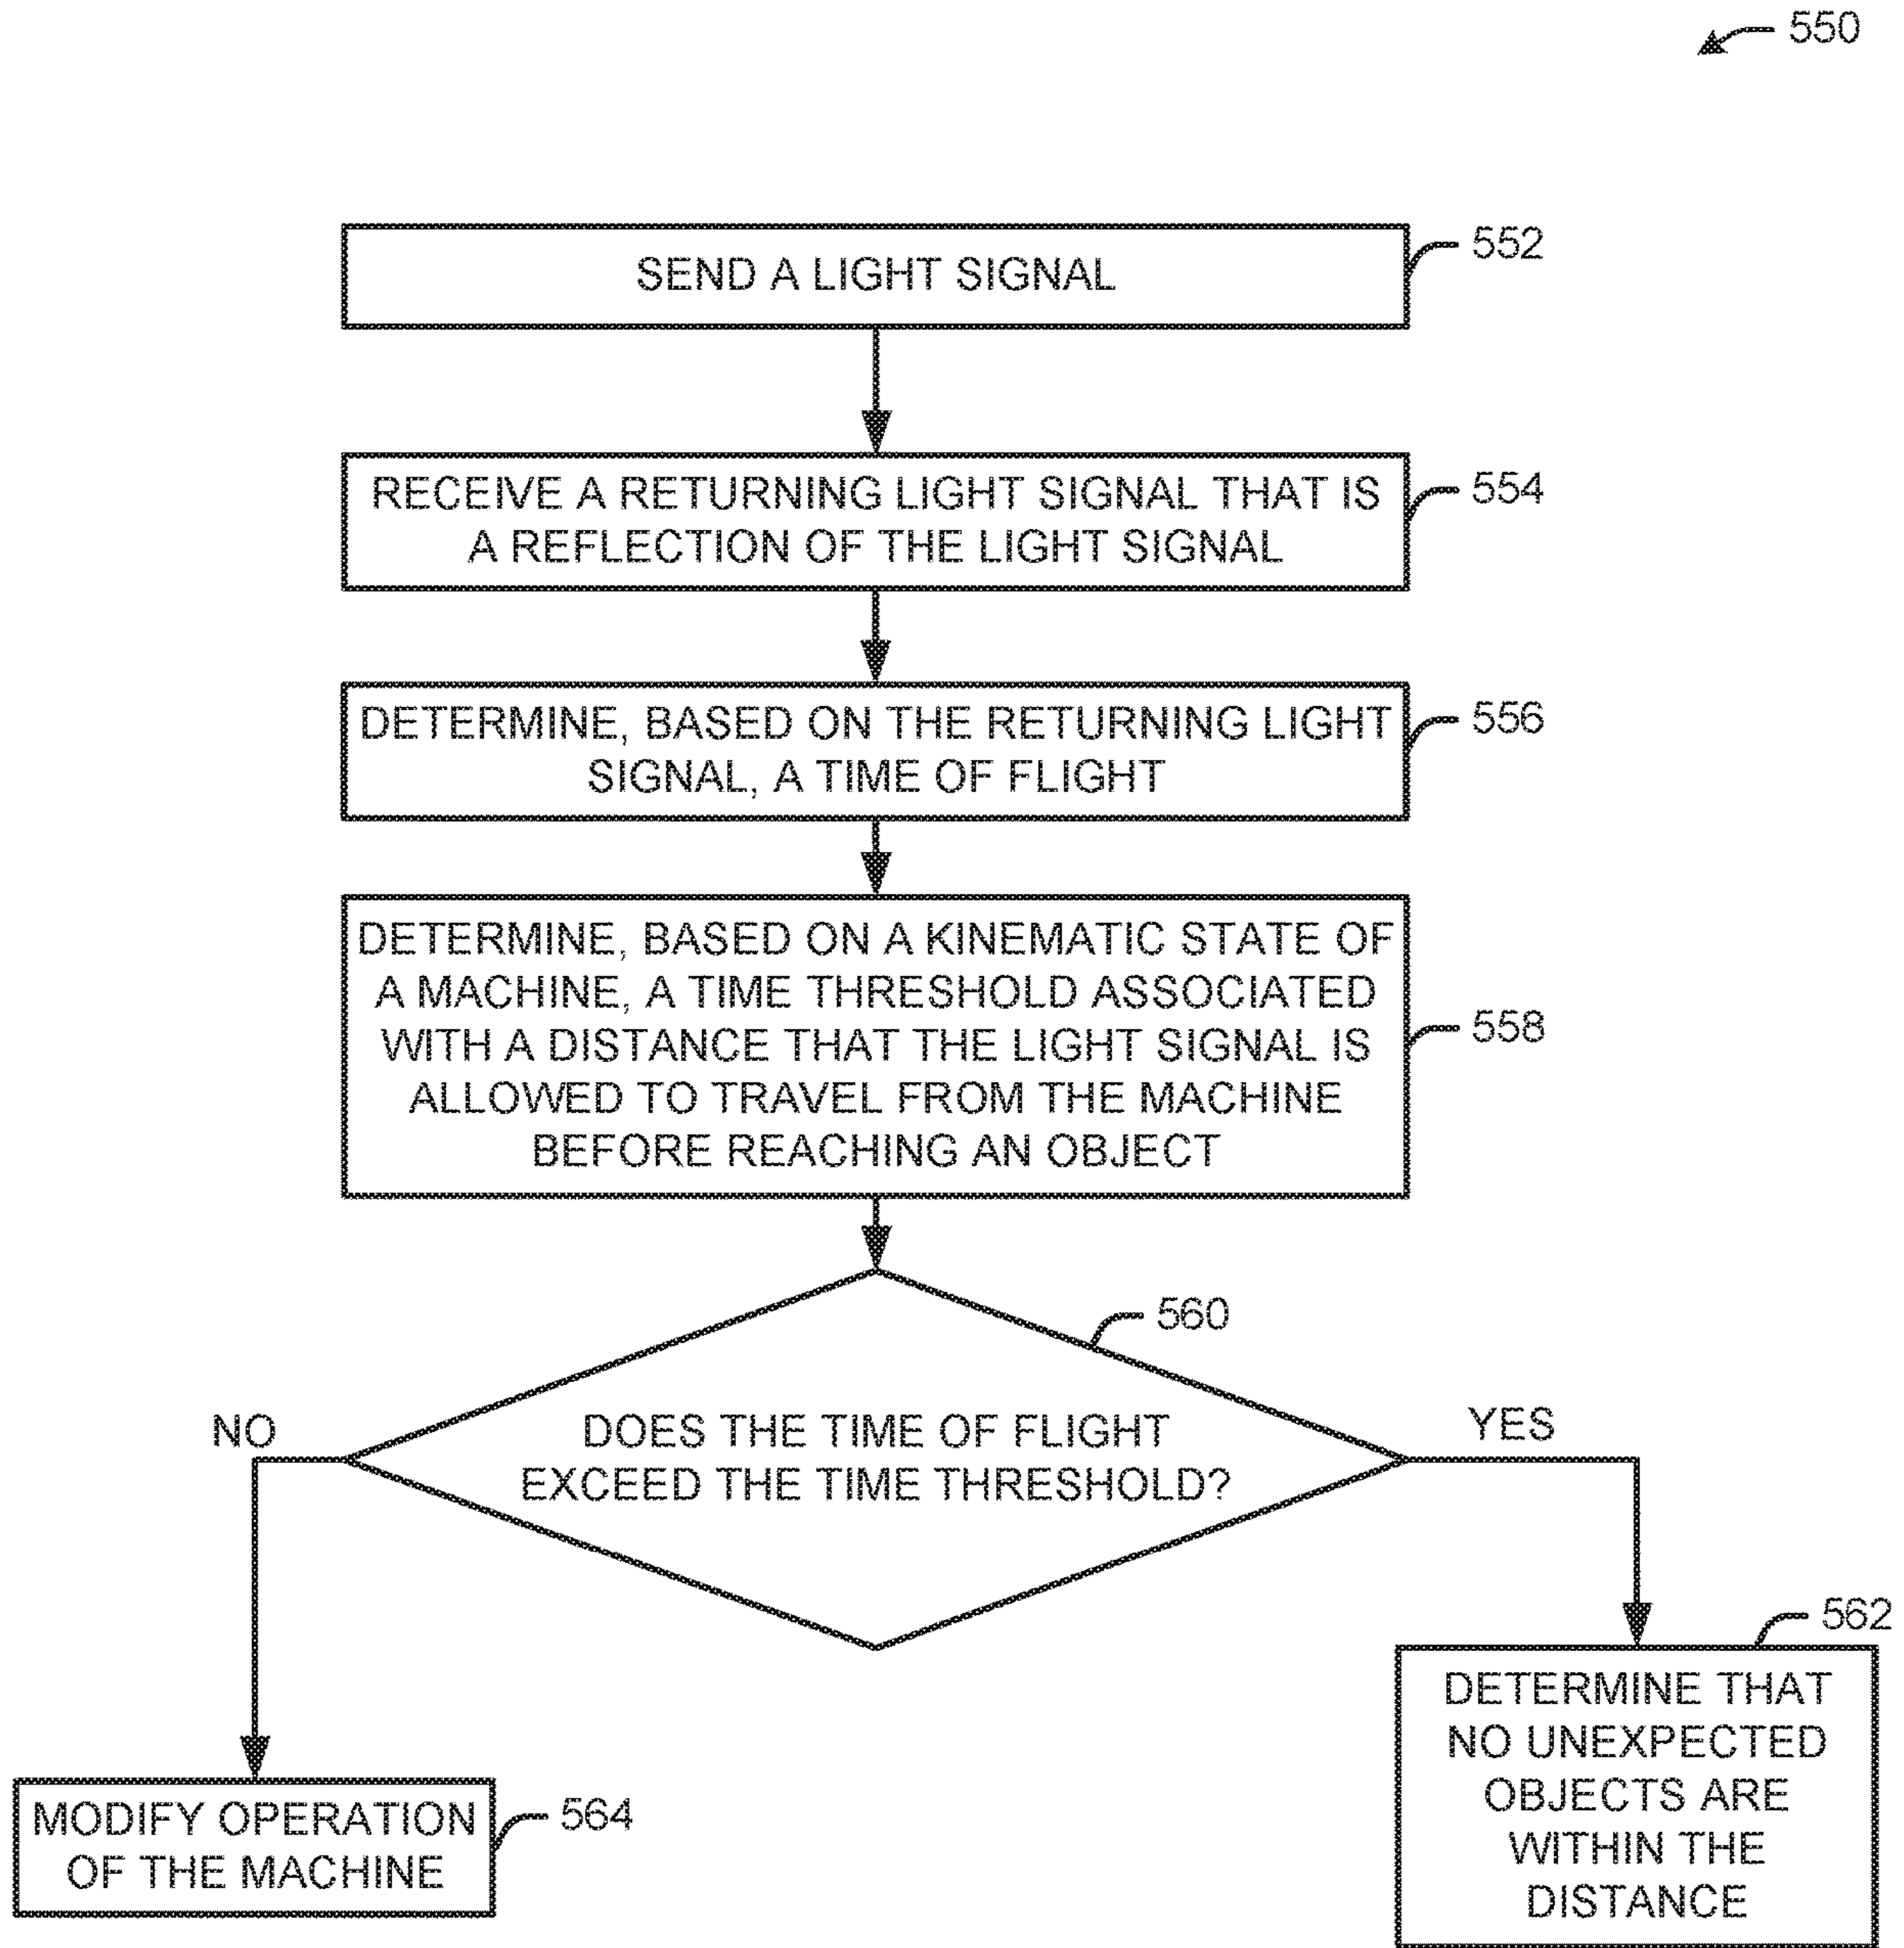 550
SEND A LIGHT SIGNAL
552
RECEIVE A RETURNING LIGHT SIGNAL THAT IS
A REFLECTION OF THE LIGHT SIGNAL
554
DETERMINE, BASED ON THE RETURNING LIGHT
SIGNAL, A TIME OF FLIGHT
556
DETERMINE, BASED ON A KINEMATIC STATE OF
A MACHINE, A TIME THRESHOLD ASSOCIATED
WITH A DISTANCE THAT THE LIGHT SIGNAL IS
ALLOWED TO TRAVEL FROM THE MACHINE
BEFORE REACHING AN OBJECT
558
560
DOES THE TIME OF FLIGHT
EXCEED THE TIME THRESHOLD?
NO
YES
562
DETERMINE THAT
NO UNEXPECTED
OBJECTS ARE
WITHIN THE
DISTANCE
MODIFY OPERATION
OF THE MACHINE
564